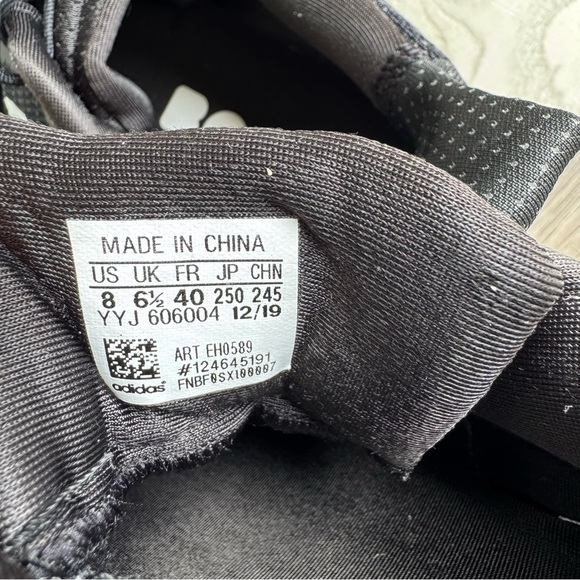 MADE IN CHINA
US UK FR JP CHN
8 6½ 40 250 245
YYJ 606004 12/19
ART EH0589
#124645191
FNBF0SX100007
adidas